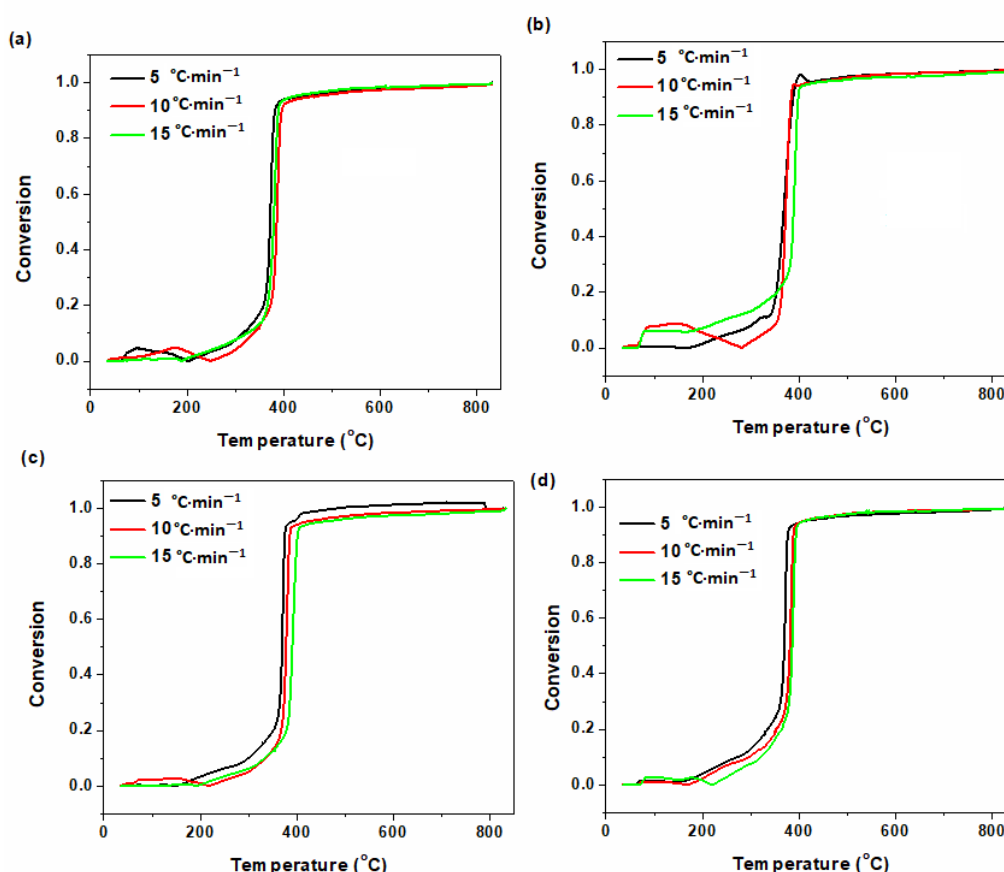 (a)
5 °C·min⁻¹
10 °C·min⁻¹
15 °C·min⁻¹
1.0
0.8
0.6
0.4
0.2
0.0
Conversion
0 200 400 600 800
Tem perature (°C)
(b)
5 °C·min⁻¹
10 °C·min⁻¹
15 °C·min⁻¹
1.0
0.8
0.6
0.4
0.2
0.0
Conversion
0 200 400 600 800
Tem perature (°C)
(c)
5 °C·min⁻¹
10 °C·min⁻¹
15 °C·min⁻¹
1.0
0.8
0.6
0.4
0.2
0.0
Conversion
0 200 400 600 800
Tem perature (°C)
(d)
5 °C·min⁻¹
10 °C·min⁻¹
15 °C·min⁻¹
1.0
0.8
0.6
0.4
0.2
0.0
Conversion
0 200 400 600 800
Tem perature (°C)